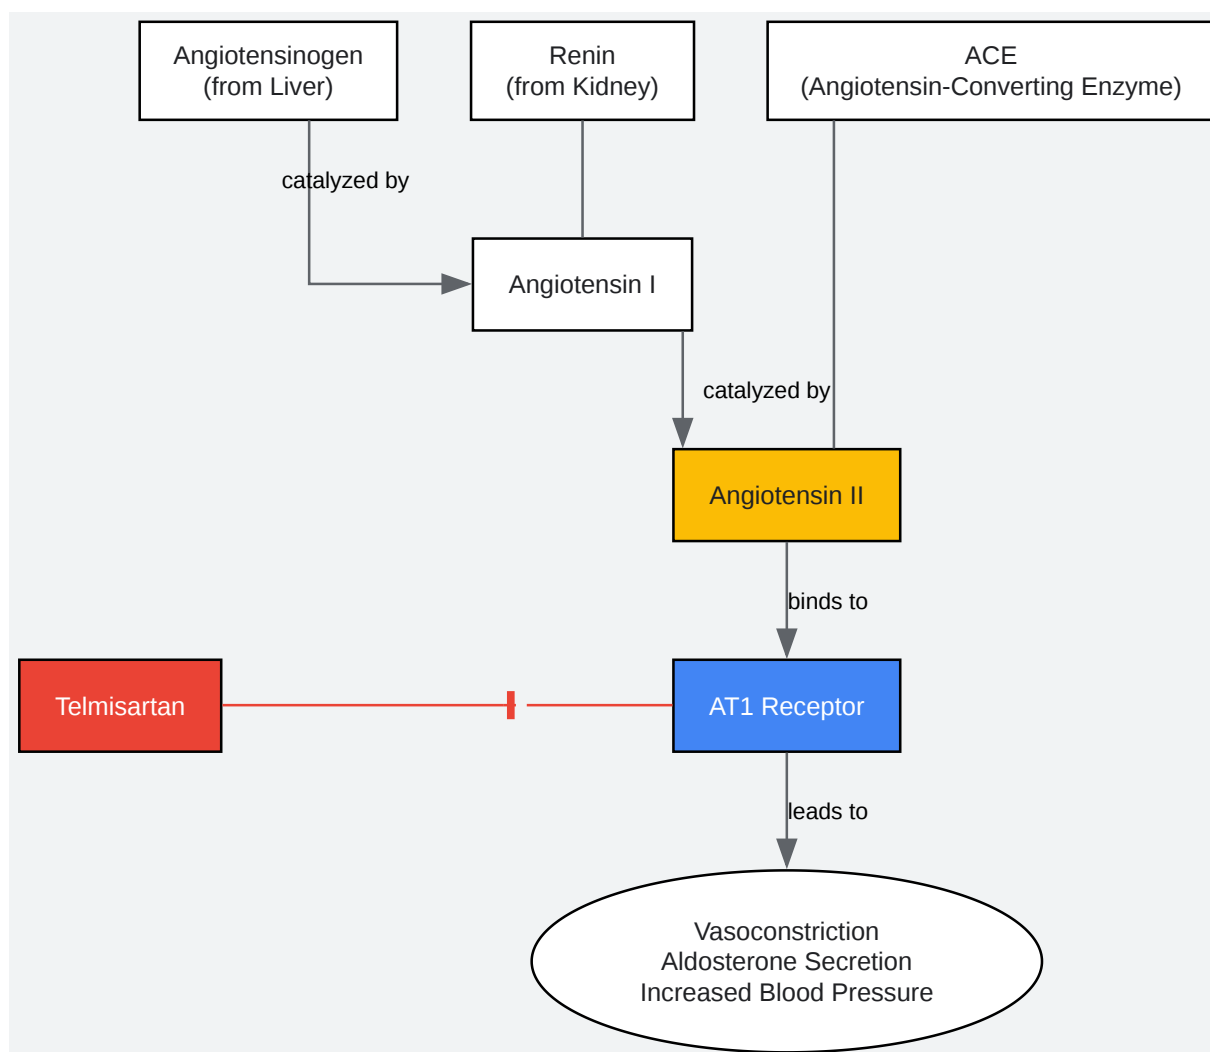 Angiotensinogen
(from Liver)
Renin
(from Kidney)
ACE
(Angiotensin-Converting Enzyme)
catalyzed by
Angiotensin I
catalyzed by
Angiotensin II
binds to
Telmisartan
AT1 Receptor
leads to
Vasoconstriction
Aldosterone Secretion
Increased Blood Pressure